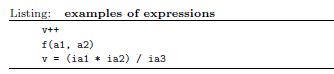 Listing: examples of expressions
v++
f(a1, a2)
v = (ia1 * ia2) / ia3